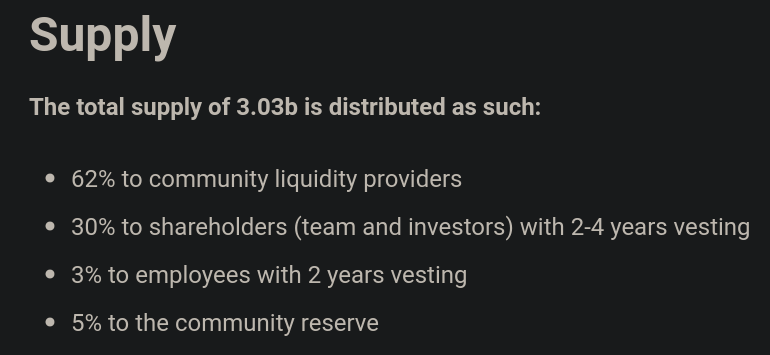 Supply
The total supply of 3.03b is distributed as such:
62% to community liquidity providers
30% to shareholders (team and investors) with 2-4 years vesting
3% to employees with 2 years vesting
5% to the community reserve